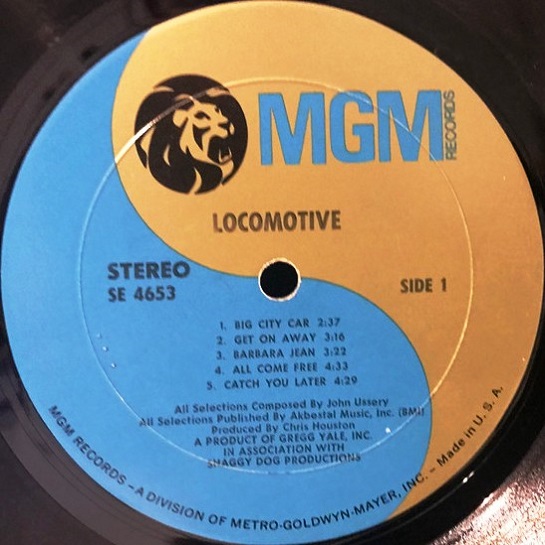 MGM
RECORDS
LOCOMOTIVE
STEREO
SE 4653
SIDE 1
1. BIG CITY CAR 2:37
2. GET ON AWAY 3:16
3. BARBARA JEAN 3:22
4. ALL COME FREE 4:33
5. CATCH YOU LATER 4:29
All Selections Composed By John Ussery
All Selections Published By Akbestal Music, Inc. (BMI)
Produced By Chris Houston
A PRODUCT OF GREGG YALE, INC.
IN ASSOCIATION WITH
SHAGGY DOG PRODUCTIONS
MGM RECORDS – A DIVISION OF METRO-GOLDWYN-MAYER, INC. – Made in U. S. A.